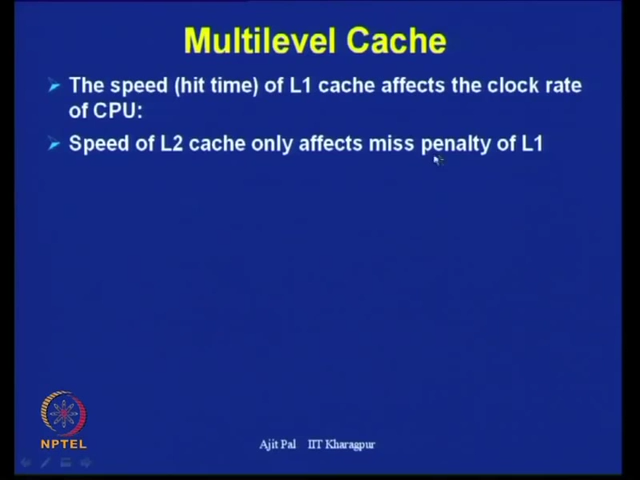 Multilevel Cache
The speed (hit time) of L1 cache affects the clock rate
of CPU:
Speed of L2 cache only affects miss penalty of L1
NPTEL
Ajit Pal IIT Kharagpur